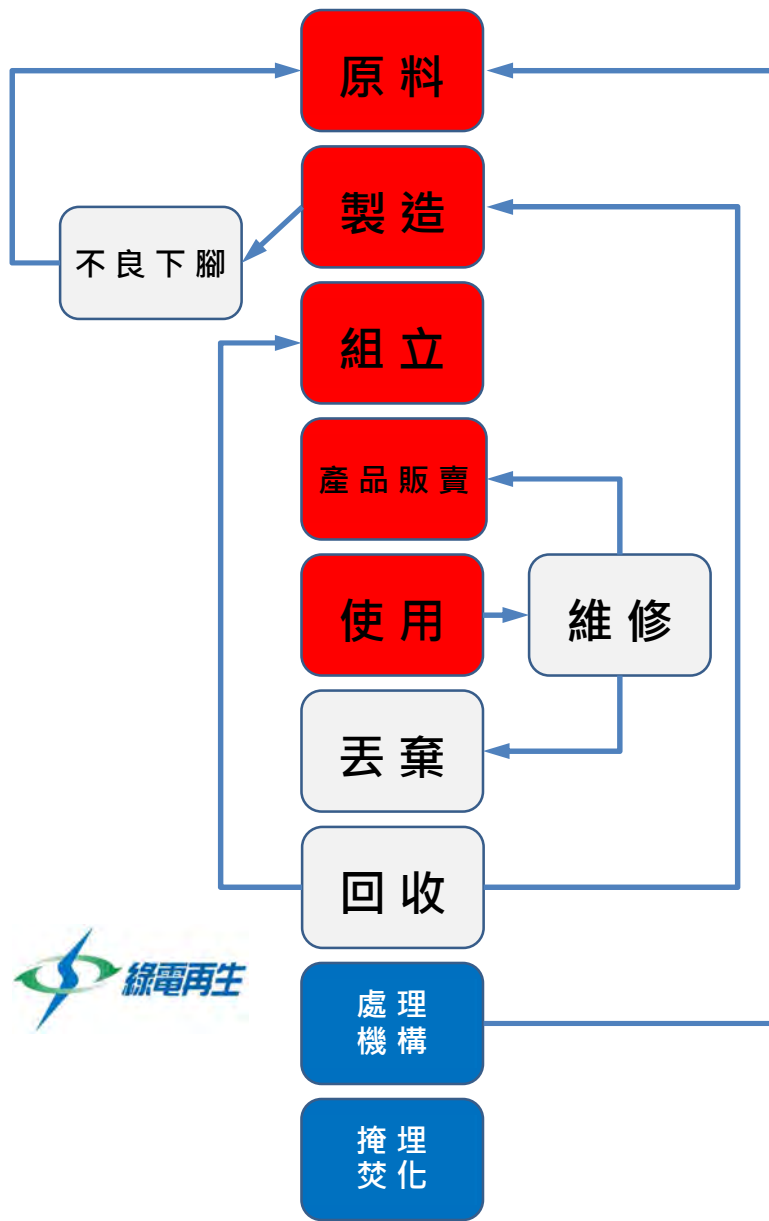 原料
製造
不良下腳
組立
產品販賣
使用
維修
丟棄
回收
綠電再生
處理
機構
掩埋
焚化